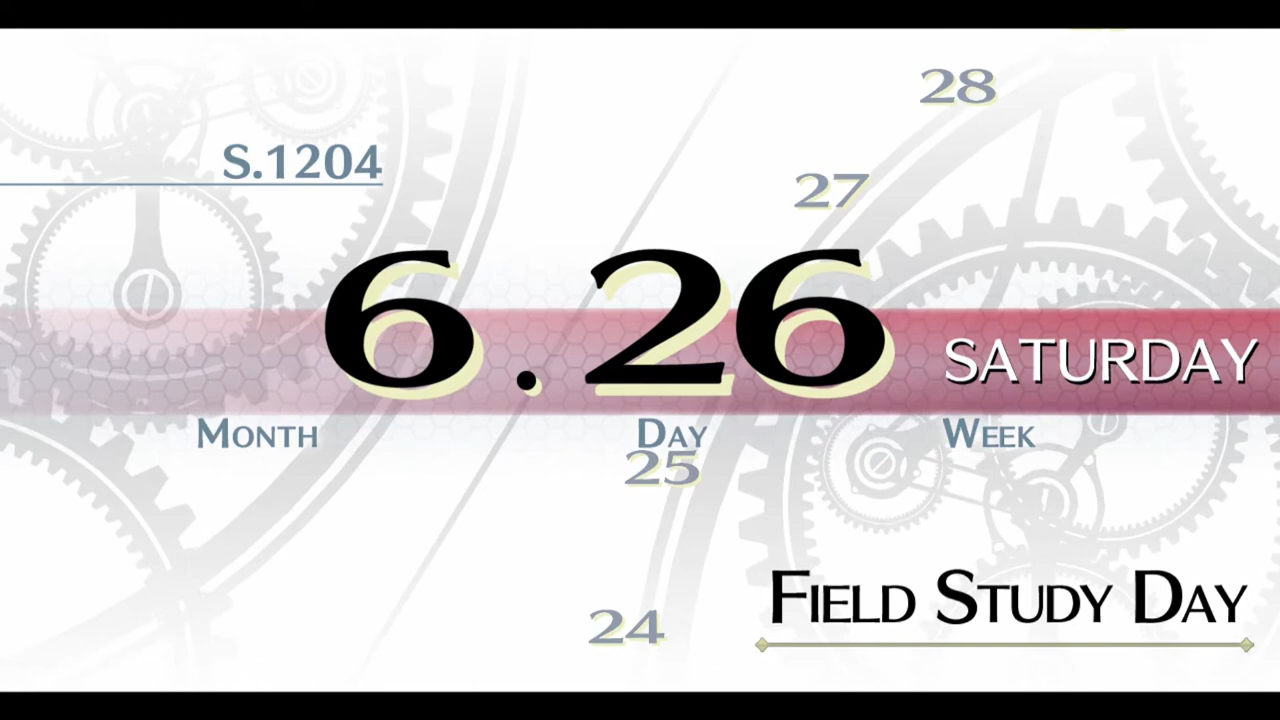 28
S.1204
27
6.26 SATURDAY
MONTH DAY WEEK
25
FIELD STUDY DAY
24